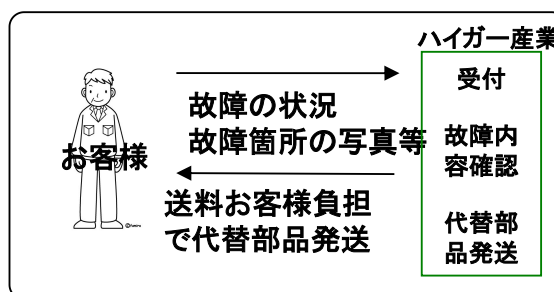 ハイガー産業
受付
故障の状況
故障箇所の写真等
故障内
容確認
お客様
送料お客様負担
で代替部品発送
代替部
品発送